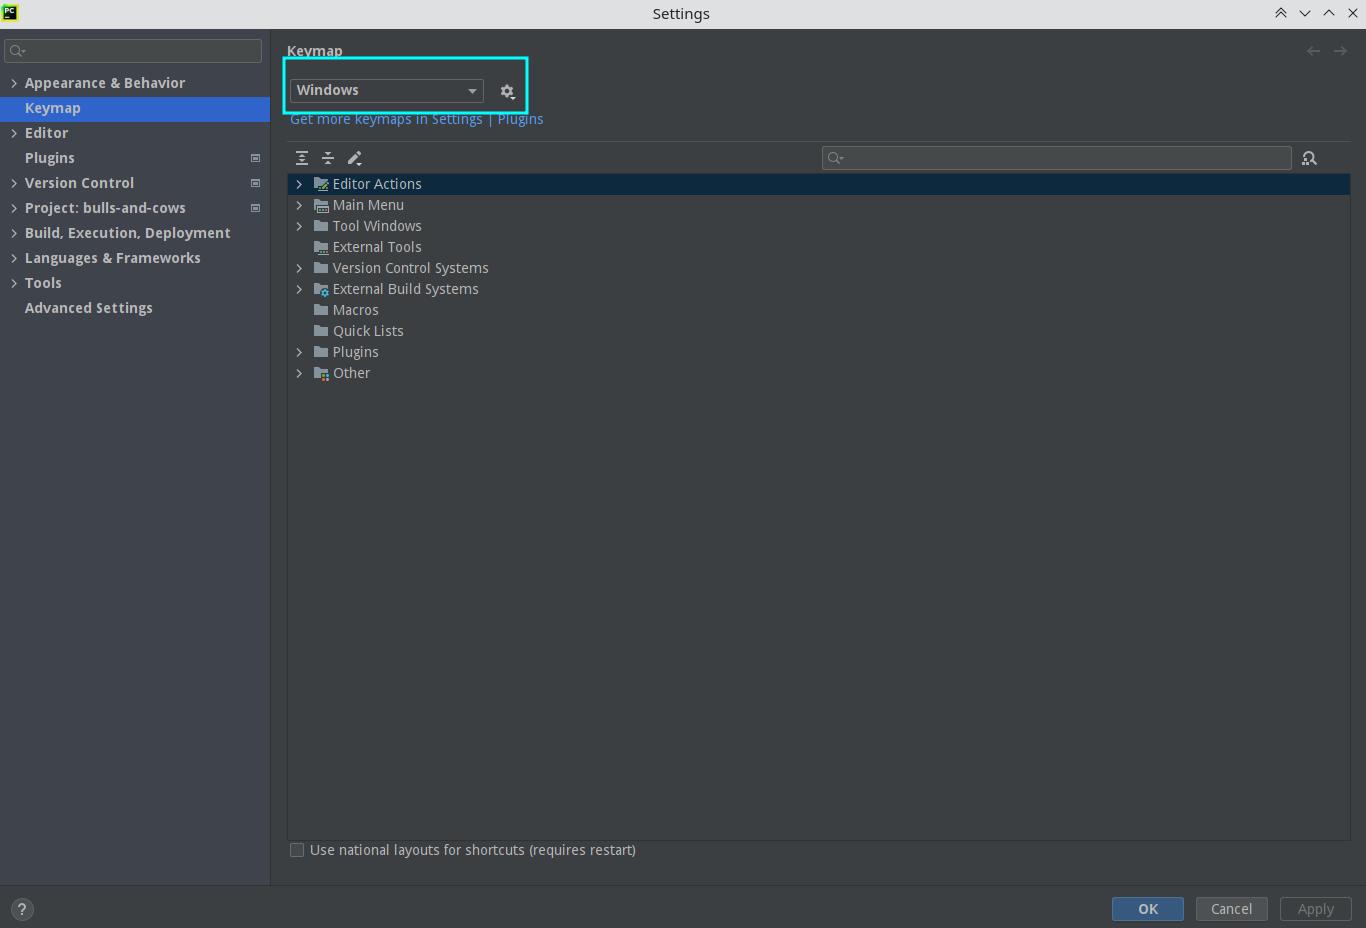 PC
Settings
Appearance & Behavior
Keymap
Editor
Plugins
Version Control
Project: bulls-and-cows
Build, Execution, Deployment
Languages & Frameworks
Tools
Advanced Settings
Keymap
Windows
Get more keymaps in Settings | Plugins
Editor Actions
Main Menu
Tool Windows
External Tools
Version Control Systems
External Build Systems
Macros
Quick Lists
Plugins
Other
Use national layouts for shortcuts (requires restart)
?
OK Cancel Apply